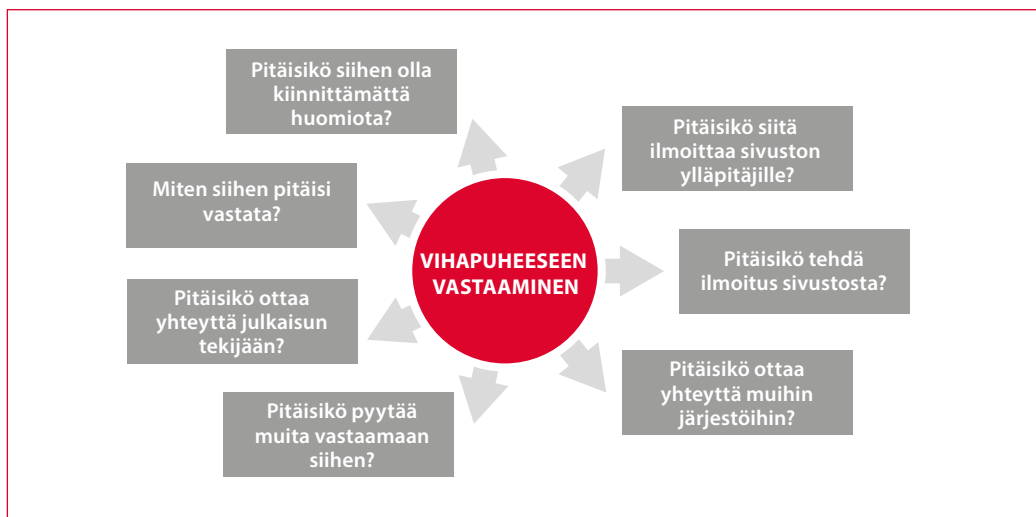 Pitäisikö siihen olla
kiinnittämättä
huomiota?
Pitäisikö siitä
ilmoittaa sivuston
ylläpitäjille?
Miten siihen pitäisi
vastata?
VIHAPUHEESEEN
VASTAAMINEN
Pitäisikö tehdä
ilmoitus sivustosta?
Pitäisikö ottaa
yhteyttä julkaisun
tekijään?
Pitäisikö ottaa
yhteyttä muihin
järjestöihin?
Pitäisikö pyytää
muita vastaamaan
siihen?